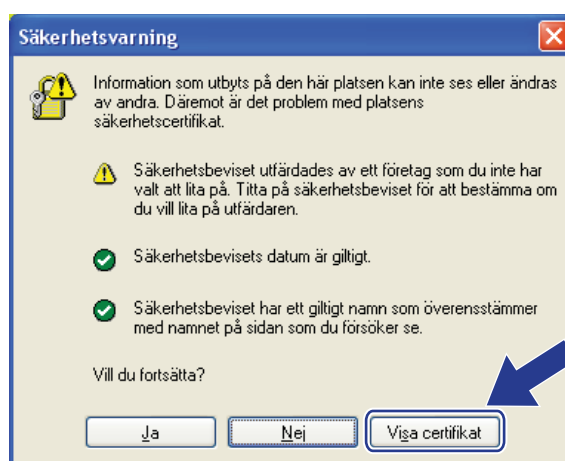 Säkerhetsvarning
Information som utbyts på den här platsen kan inte ses eller ändras
av andra. Däremot är det problem med platsens
säkerhetscertifikat.
Säkerhetsbeviset utfärdades av ett företag som du inte har
valt att lita på. Titta på säkerhetsbeviset för att bestämma om
du vill lita på utfärdaren.
Säkerhetsbevisets datum är giltigt.
Säkerhetsbeviset har ett giltigt namn som överensstämmer
med namnet på sidan som du försöker se.
Vill du fortsätta?
Ja Nej Visa certifikat